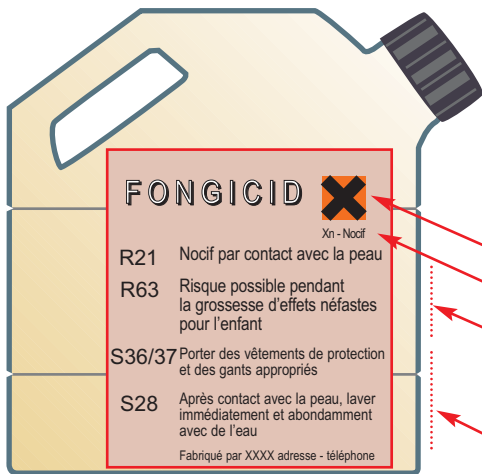 FONGICID
Xn - Nocif
R21 Nocif par contact avec la peau
R63 Risque possible pendant
la grossesse d'effets néfastes
pour l'enfant
S36/37 Porter des vêtements de protection
et des gants appropriés
S28 Après contact avec la peau, laver
immédiatement et abondamment
avec de l'eau
Fabriqué par XXXX adresse - téléphone